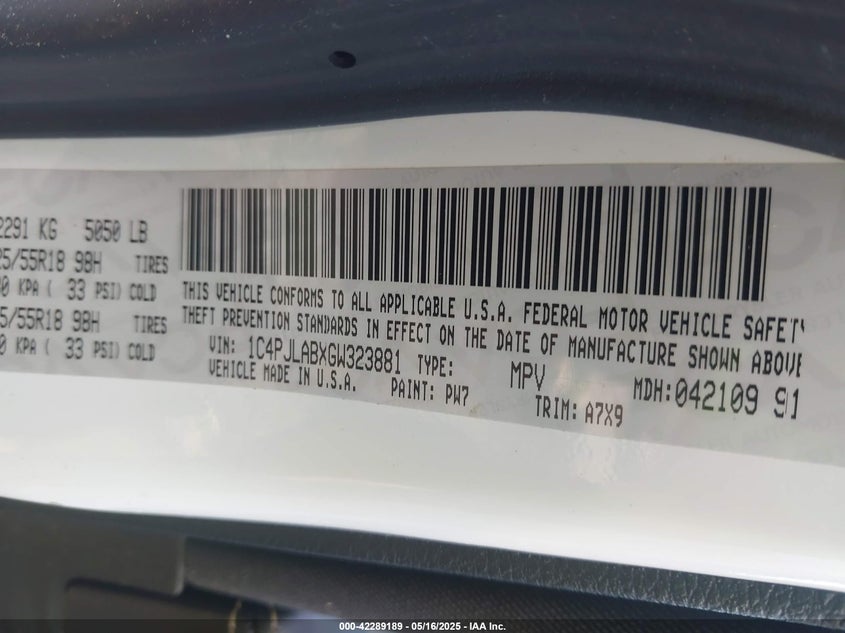 2291 KG 5050 LB
25/55R18 98H TIRES
0 KPA ( 33 PSI) COLD
5/55R18 98H TIRES
0 KPA ( 33 PSI) COLD
THIS VEHICLE CONFORMS TO ALL APPLICABLE U.S.A. FEDERAL MOTOR VEHICLE SAFETY
THEFT PREVENTION STANDARDS IN EFFECT ON THE DATE OF MANUFACTURE SHOWN ABOVE
VIN: 1C4PJLABXGW323881 TYPE: MPV MDH: 042109 91
VEHICLE MADE IN U.S.A. PAINT: PW7 TRIM: A7X9
000-42289189 - 05/16/2025 - IAA Inc.